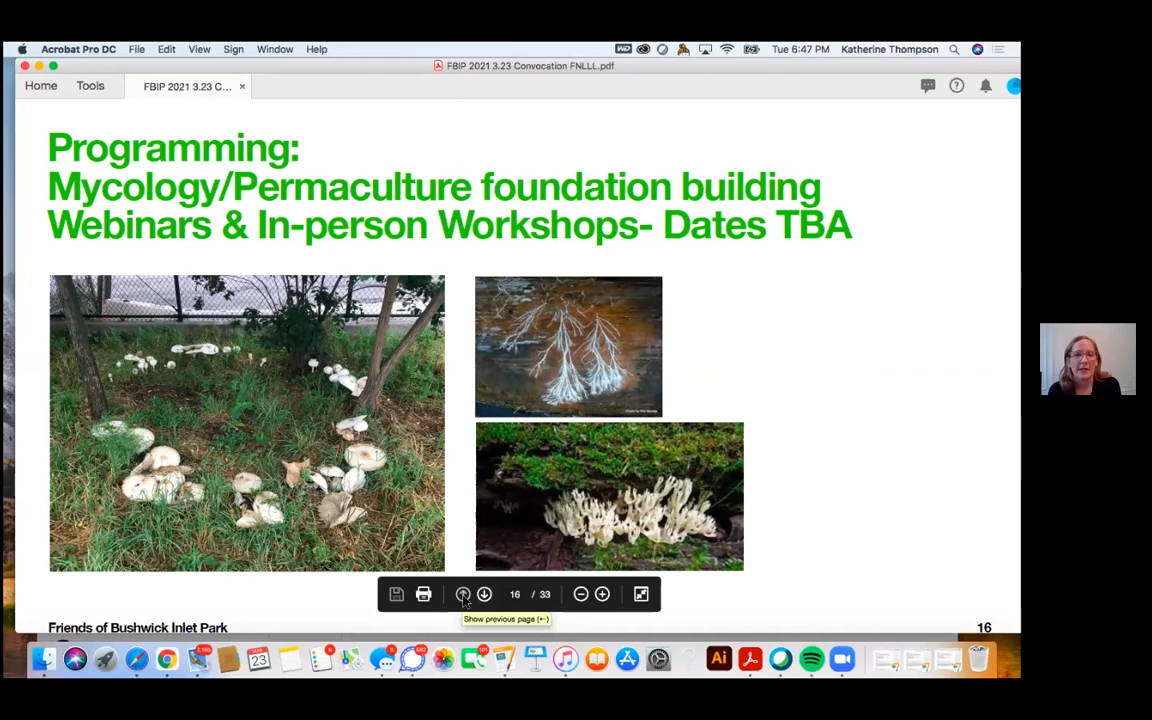 Acrobat Pro DC File Edit View Sign Window Help Tue 6:47 PM Katherine Thompson
FBIP 2021 3.23 Convocation FNLLL.pdf
Home Tools FBIP 2021 3.23 C... ×
Programming:
Mycology/Permaculture foundation building
Webinars & In-person Workshops- Dates TBA
16 / 33
Show previous page (←)
Friends of Bushwick Inlet Park 16
23
Ai